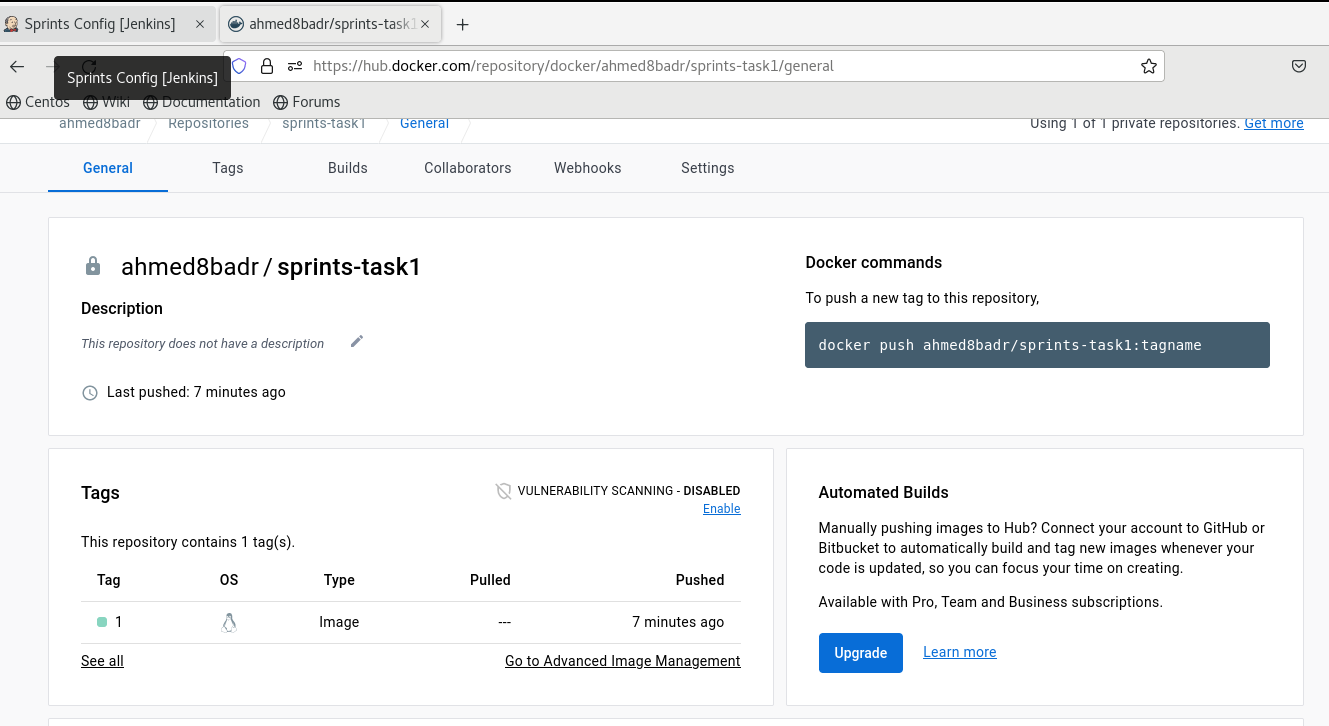 Sprints Config [Jenkins]
ahmed8badr/sprints-task1
Sprints Config [Jenkins]
https://hub.docker.com/repository/docker/ahmed8badr/sprints-task1/general
Centos Wiki Documentation Forums
ahmed8badr Repositories sprints-task1 General
Using 1 of 1 private repositories. Get more
General Tags Builds Collaborators Webhooks Settings
ahmed8badr / sprints-task1
Description
This repository does not have a description
Last pushed: 7 minutes ago
Docker commands
To push a new tag to this repository,
docker push ahmed8badr/sprints-task1:tagname
Tags
VULNERABILITY SCANNING - DISABLED
Enable
This repository contains 1 tag(s).
Tag OS Type Pulled Pushed
1 Image --- 7 minutes ago
See all
Go to Advanced Image Management
Automated Builds
Manually pushing images to Hub? Connect your account to GitHub or
Bitbucket to automatically build and tag new images whenever your
code is updated, so you can focus your time on creating.
Available with Pro, Team and Business subscriptions.
Upgrade
Learn more